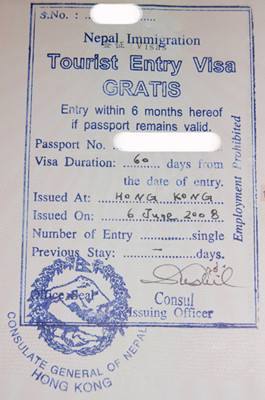 S.No. :
Nepal Immigration
Tourist Entry Visa
GRATIS
Entry within 6 months hereof
if passport remains valid.
Passport No.
Visa Duration: ....60.... days from
the date of entry.
Issued At: HONG KONG
Issued On: 6 June 2008
Number of Entry ............single
Previous Stay: .....–.....days.
Employment Prohibited
Office Seal
Consul
Issuing Officer
CONSULATE GENERAL OF NEPAL
HONG KONG